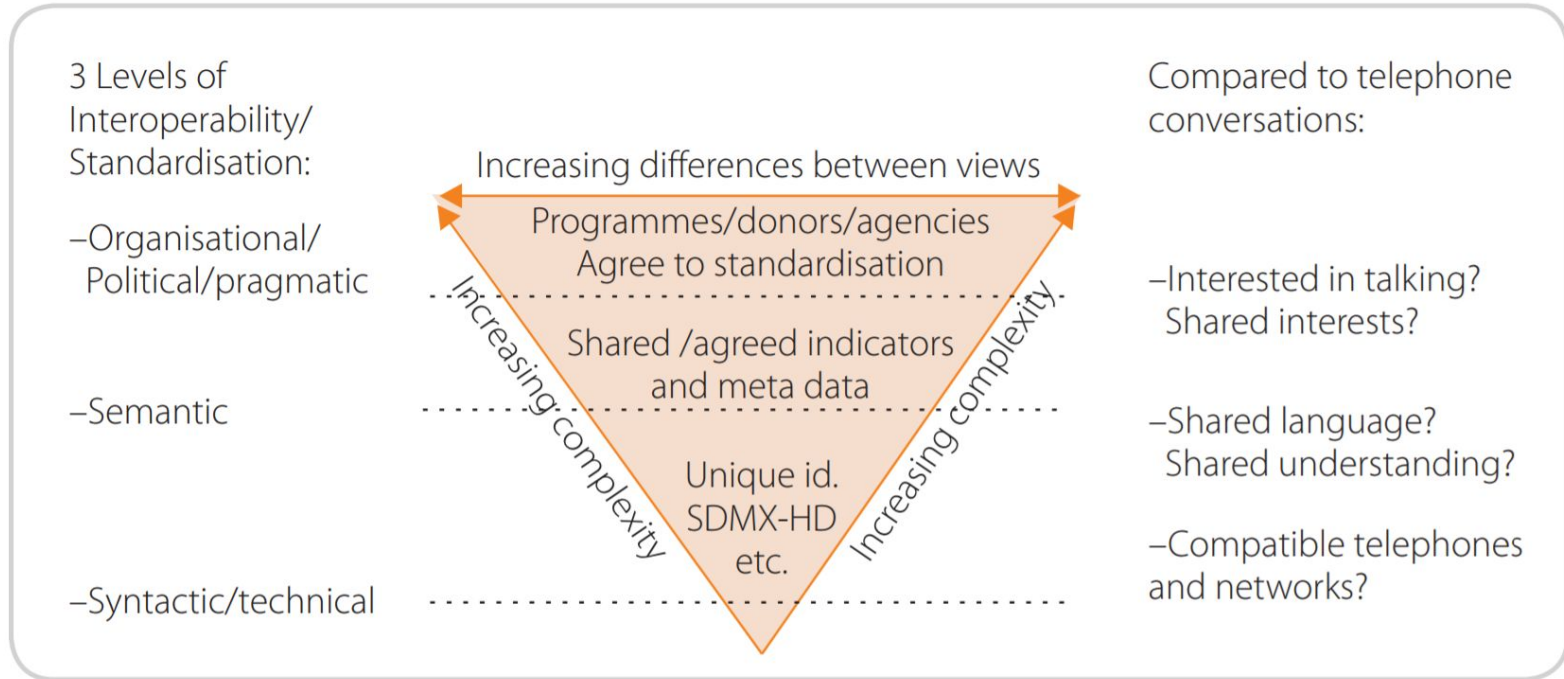 3 Levels of
Interoperability/
Standardisation:
–Organisational/
Political/pragmatic
–Semantic
–Syntactic/technical
Increasing differences between views
Programmes/donors/agencies
Agree to standardisation
Shared /agreed indicators
and meta data
Unique id.
SDMX-HD
etc.
Increasing complexity
Increasing complexity
Compared to telephone
conversations:
–Interested in talking?
Shared interests?
–Shared language?
Shared understanding?
–Compatible telephones
and networks?